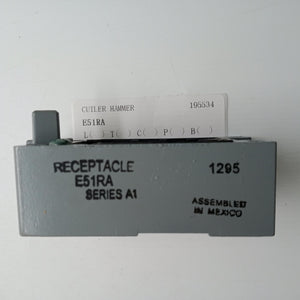 CUTLER HAMMER 195534
E51RA
L( ) T( ) C( ) P( ) B( )
RECEPTACLE 1295
E51RA
SERIES A1
ASSEMBLED
IN MEXICO